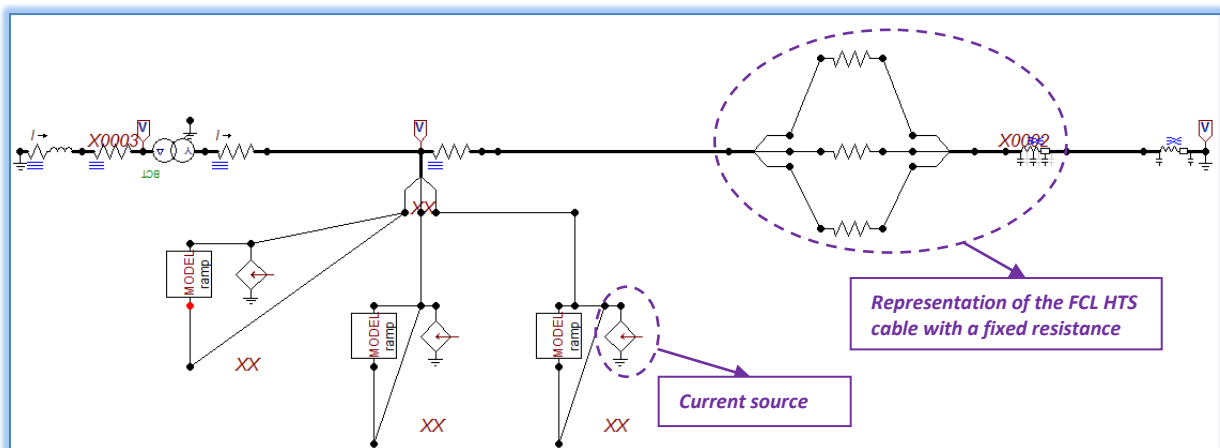 I
X0003
V
BCT
Y
I
V
X0002
V
XX
MODEL
ramp
XX
MODEL
ramp
XX
MODEL
ramp
XX
Representation of the FCL HTS
cable with a fixed resistance
Current source